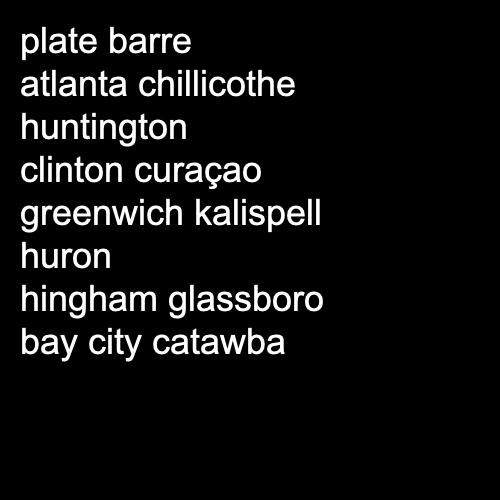 plate barre
atlanta chillicothe
huntington
clinton curaçao
greenwich kalispell
huron
hingham glassboro
bay city catawba